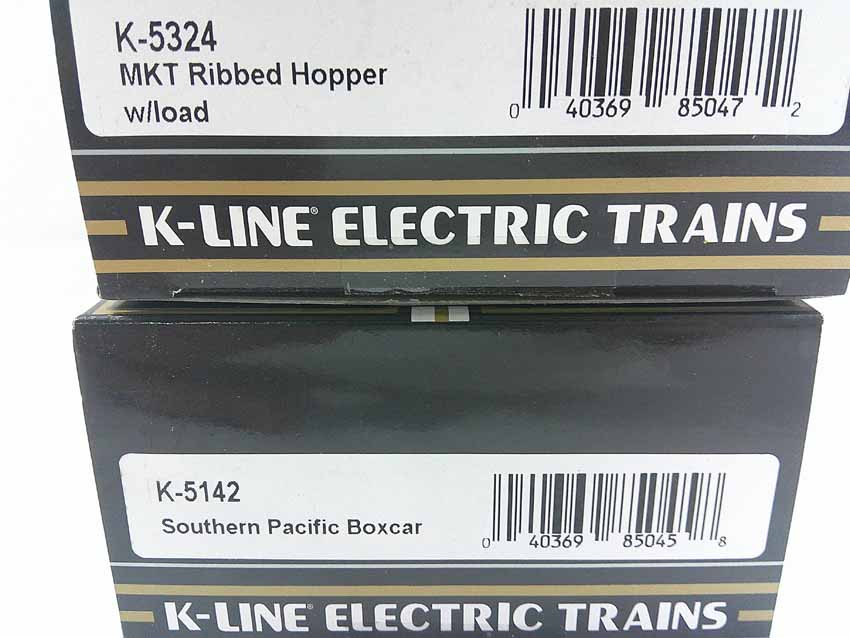 K-5324
MKT Ribbed Hopper
w/load
0 40369 85047 2
K-LINE® ELECTRIC TRAINS
K-5142
Southern Pacific Boxcar
0 40369 85045 8
K-LINE® ELECTRIC TRAINS